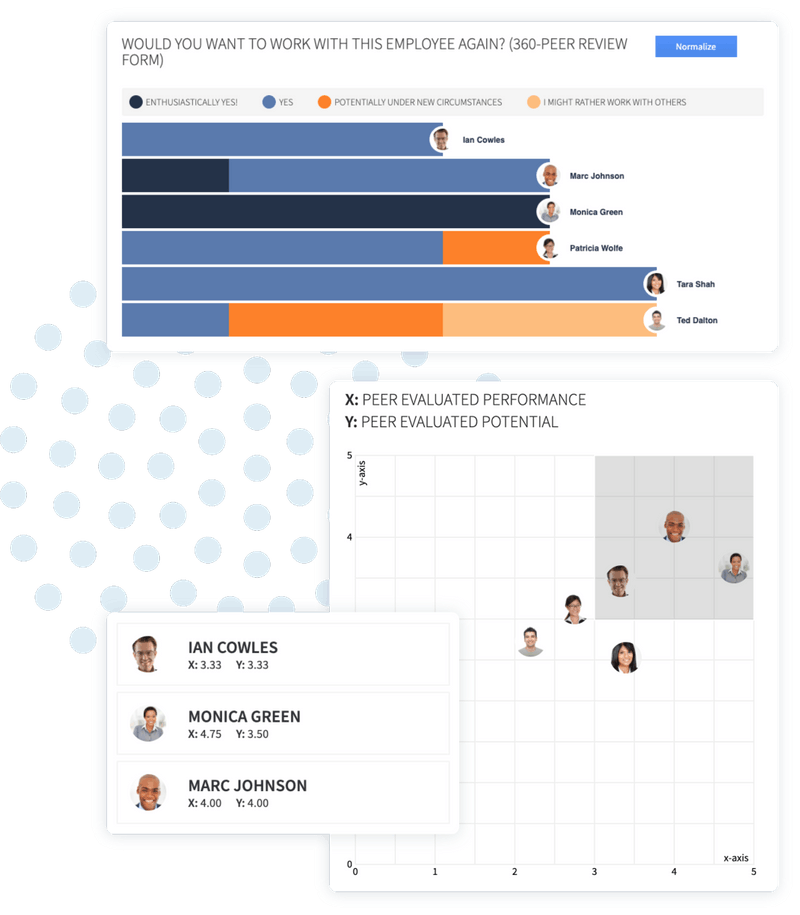 WOULD YOU WANT TO WORK WITH THIS EMPLOYEE AGAIN? (360-PEER REVIEW
FORM)
Normalize
ENTHUSIASTICALLY YES! YES POTENTIALLY UNDER NEW CIRCUMSTANCES I MIGHT RATHER WORK WITH OTHERS
Ian Cowles
Marc Johnson
Monica Green
Patricia Wolfe
Tara Shah
Ted Dalton
X: PEER EVALUATED PERFORMANCE
Y: PEER EVALUATED POTENTIAL
5
y-axis
4
IAN COWLES
X: 3.33 Y: 3.33
MONICA GREEN
X: 4.75 Y: 3.50
MARC JOHNSON
X: 4.00 Y: 4.00
x-axis
0
0 1 2 3 4 5